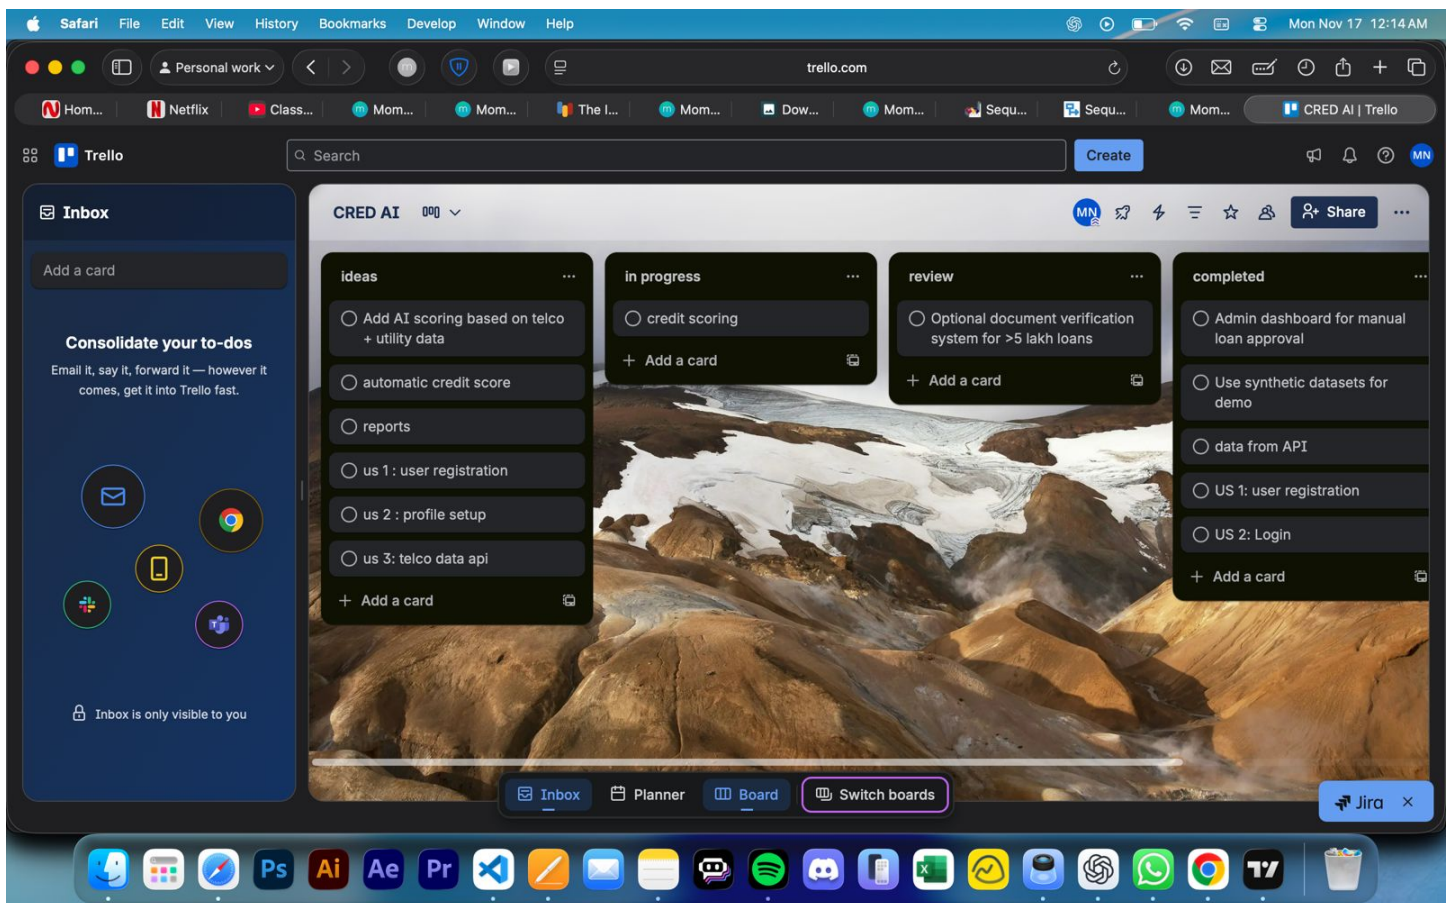 Safari File Edit View History Bookmarks Develop Window Help
Mon Nov 17 12:14 AM
Personal work
trello.com
Hom...
Netflix
Class...
Mom...
Mom...
The I...
Mom...
Dow...
Mom...
Sequ...
Sequ...
Mom...
CRED AI | Trello
Trello
Search
Create
MN
Inbox
Add a card
Consolidate your to-dos
Email it, say it, forward it — however it
comes, get it into Trello fast.
Inbox is only visible to you
CRED AI
MN
Share
ideas
Add AI scoring based on telco
+ utility data
automatic credit score
reports
us 1 : user registration
us 2 : profile setup
us 3: telco data api
+ Add a card
in progress
credit scoring
+ Add a card
review
Optional document verification
system for >5 lakh loans
+ Add a card
completed
Admin dashboard for manual
loan approval
Use synthetic datasets for
demo
data from API
US 1: user registration
US 2: Login
+ Add a card
Inbox
Planner
Board
Switch boards
Jira
Ps
Ai
Ae
Pr